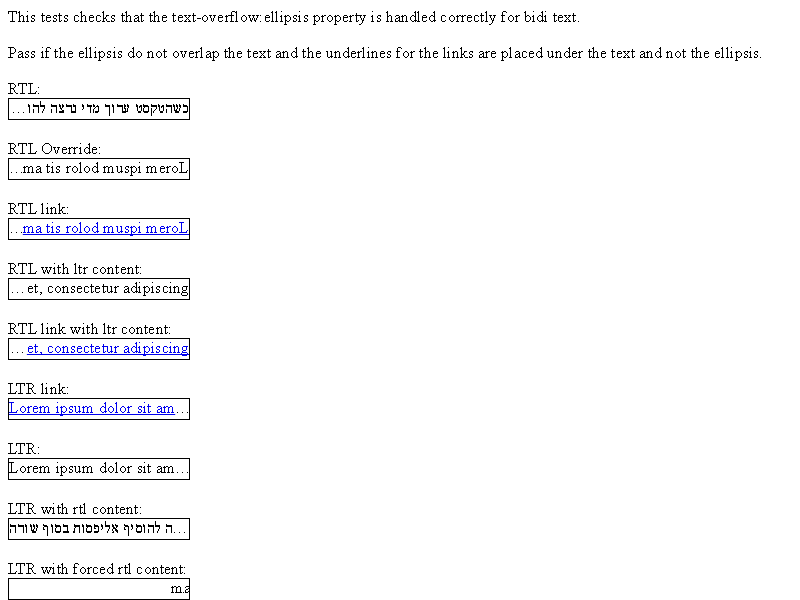 This tests checks that the text-overflow:ellipsis property is handled correctly for bidi text.
Pass if the ellipsis do not overlap the text and the underlines for the links are placed under the text and not the ellipsis.
RTL:
כשהטקסט ערוך מדי נרצה להו…
RTL Override:
…ma tis rolod muspi meroL
RTL link:
…ma tis rolod muspi meroL
RTL with ltr content:
…et, consectetur adipiscing
RTL link with ltr content:
…et, consectetur adipiscing
LTR link:
Lorem ipsum dolor sit am…
LTR:
Lorem ipsum dolor sit am…
LTR with rtl content:
…ה להוסיף אליפסות בסוף שורה
LTR with forced rtl content:
ma